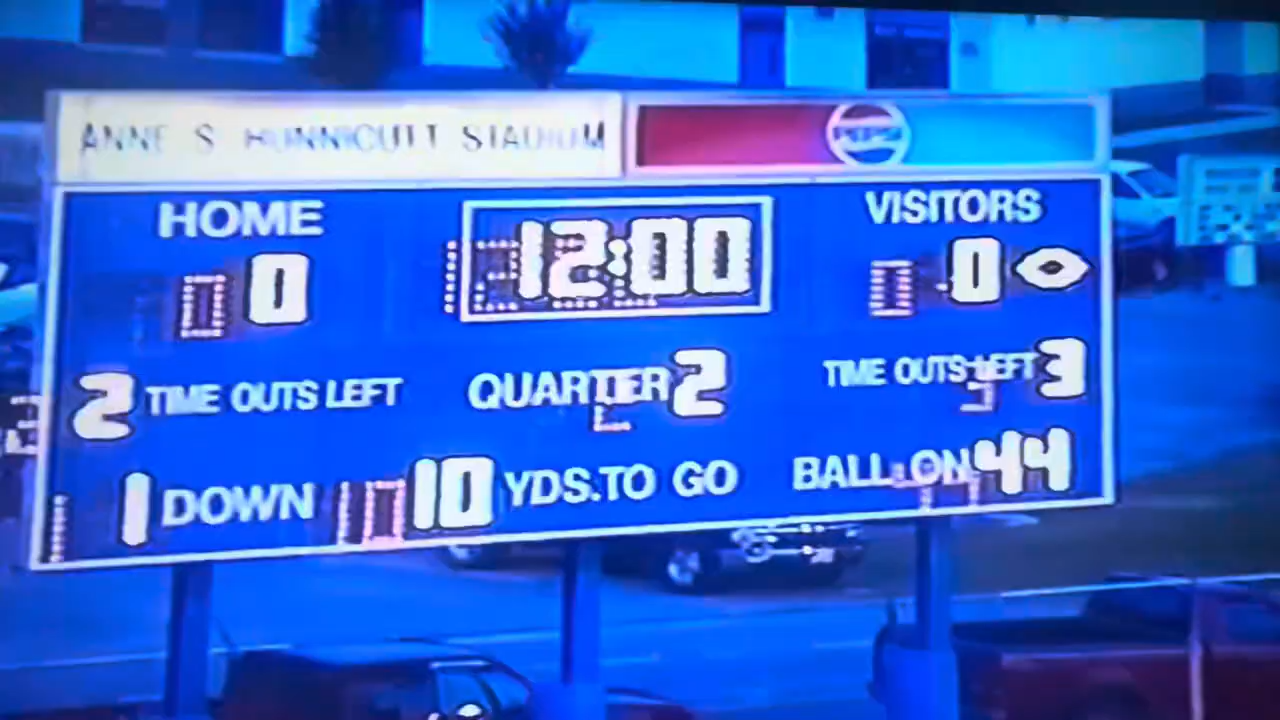 ANNE S HUNNICUTT STADIUM PEPSI
HOME 12:00 VISITORS
0 0
2 TIME OUTS LEFT QUARTER 2 TIME OUTS LEFT 3
1 DOWN 10 YDS.TO GO BALL ON 44